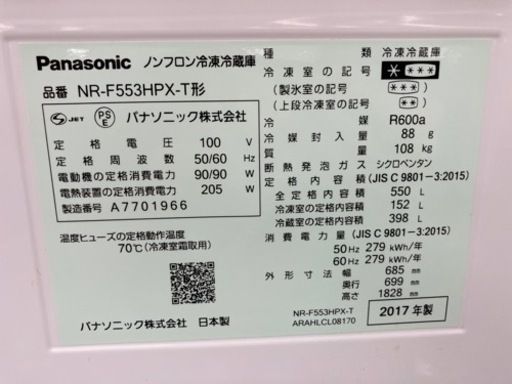 Panasonic ノンフロン冷凍冷蔵庫
品番 NR-F553HPX-T形
JET PSE パナソニック株式会社
定格電圧 100 V
定格周波数 50/60 Hz
電動機の定格消費電力 90/90 W
電熱装置の定格消費電力 205 W
製造番号 A7701966
温度ヒューズの定格動作温度
70℃(冷凍室霜取用)
パナソニック株式会社 日本製
種類 冷凍冷蔵庫
冷凍室の記号 * ***
(製氷室の記号) (***)
(上段冷凍室の記号) (**)
冷媒 R600a
冷媒封入量 88 g
質量 108 kg
断熱発泡ガス シクロペンタン
定格内容積 (JIS C 9801-3:2015)
全定格内容積 550 L
冷凍室の定格内容積 152 L
冷蔵室の定格内容積 398 L
消費電力量 (JIS C 9801-3:2015)
50Hz 279 kWh/年
60Hz 279 kWh/年
外形寸法 幅 685 mm
奥行 699 mm
高さ 1828 mm
NR-F553HPX-T
ARAHLCL08170
2017年製